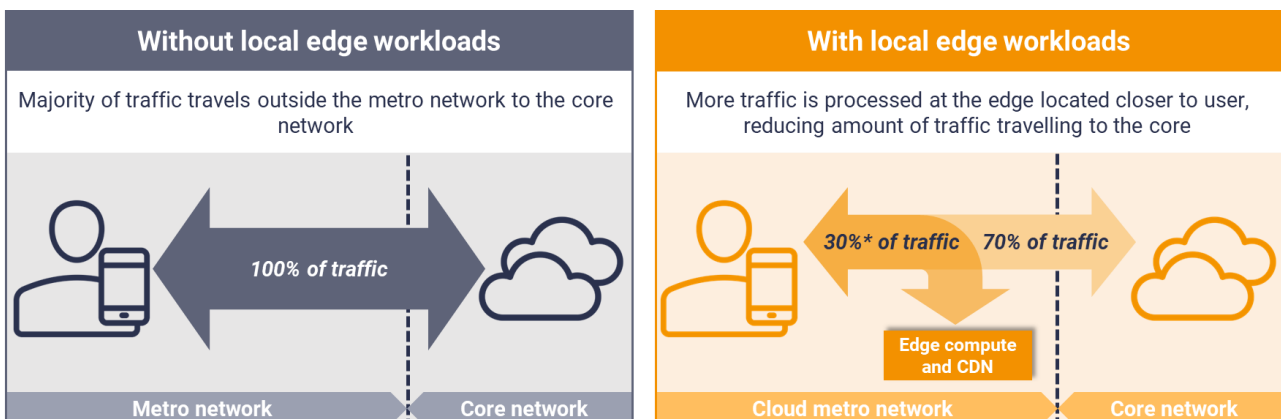 Without local edge workloads
Majority of traffic travels outside the metro network to the core
network
100% of traffic
Metro network
Core network
With local edge workloads
More traffic is processed at the edge located closer to user,
reducing amount of traffic travelling to the core
30%* of traffic
70% of traffic
Edge compute
and CDN
Cloud metro network
Core network